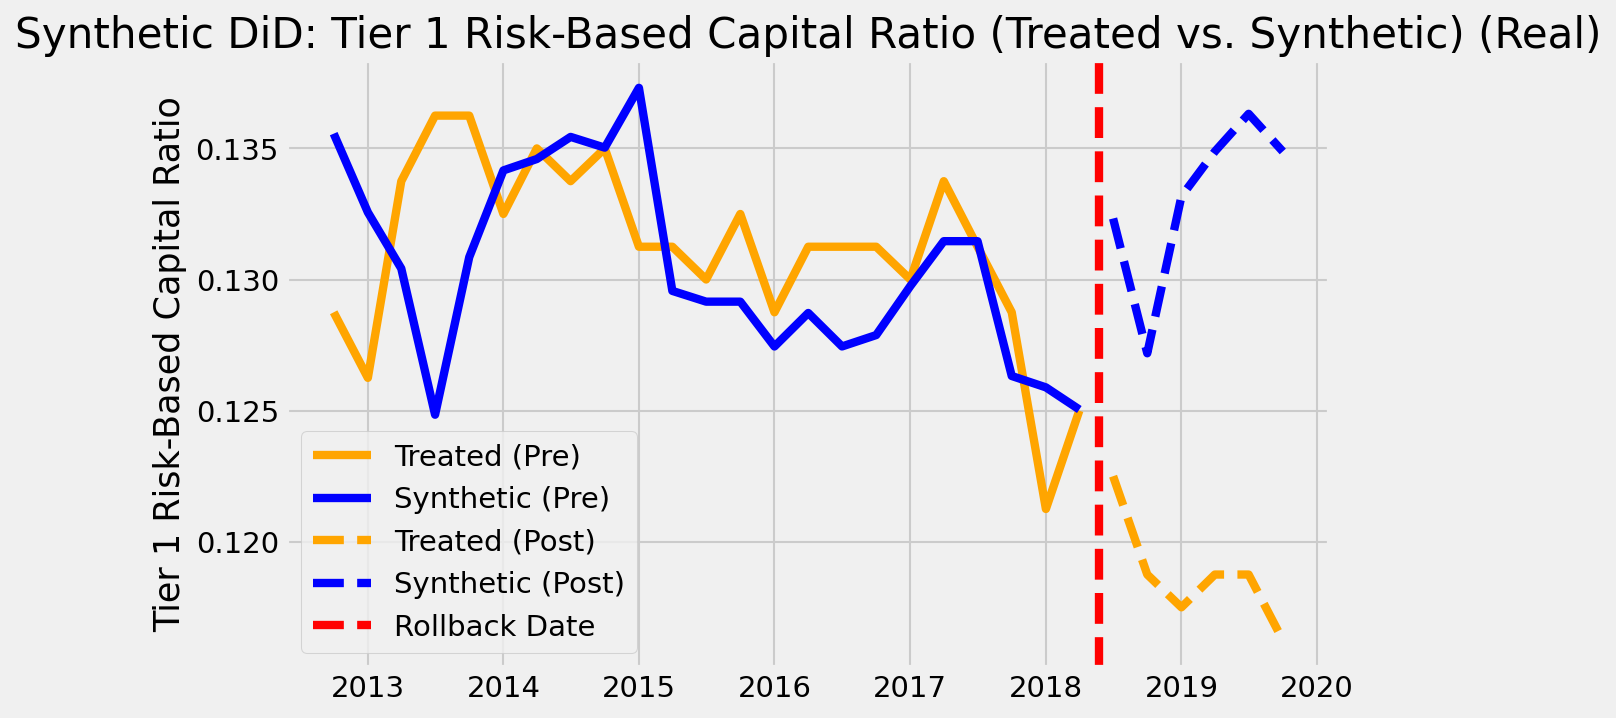 Synthetic DiD: Tier 1 Risk-Based Capital Ratio (Treated vs. Synthetic) (Real)
Tier 1 Risk-Based Capital Ratio
0.135
0.130
0.125
0.120
Treated (Pre)
Synthetic (Pre)
Treated (Post)
Synthetic (Post)
Rollback Date
2013 2014 2015 2016 2017 2018 2019 2020